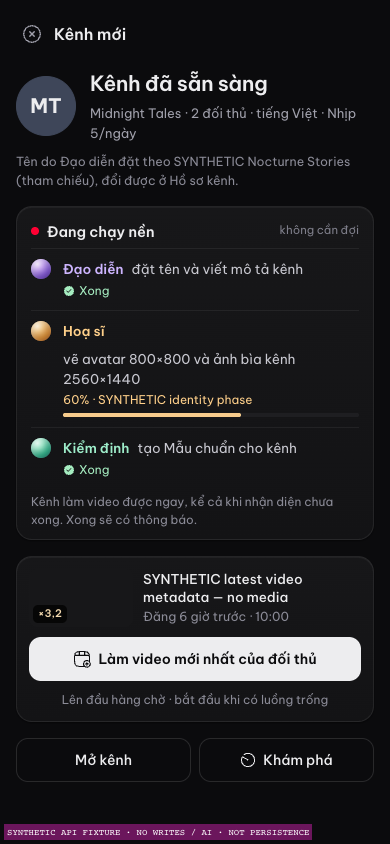 Kênh mới
MT
Kênh đã sẵn sàng
Midnight Tales · 2 đối thủ · tiếng Việt · Nhịp
5/ngày
Tên do Đạo diễn đặt theo SYNTHETIC Nocturne Stories
(tham chiếu), đổi được ở Hồ sơ kênh.
Đang chạy nền
không cần đợi
Đạo diễn đặt tên và viết mô tả kênh
Xong
Hoạ sĩ
vẽ avatar 800×800 và ảnh bìa kênh
2560×1440
60% · SYNTHETIC identity phase
Kiểm định tạo Mẫu chuẩn cho kênh
Xong
Kênh làm video được ngay, kể cả khi nhận diện chưa
xong. Xong sẽ có thông báo.
×3,2
SYNTHETIC latest video
metadata — no media
Đăng 6 giờ trước · 10:00
Làm video mới nhất của đối thủ
Lên đầu hàng chờ · bắt đầu khi có luồng trống
Mở kênh
Khám phá
SYNTHETIC API FIXTURE · NO WRITES / AI · NOT PERSISTENCE